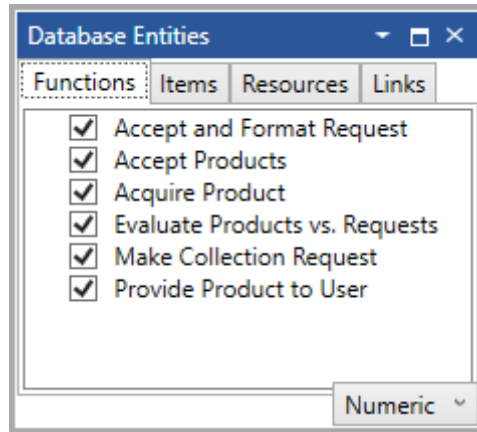 Database Entities
Functions Items Resources Links
Accept and Format Request
Accept Products
Acquire Product
Evaluate Products vs. Requests
Make Collection Request
Provide Product to User
Numeric